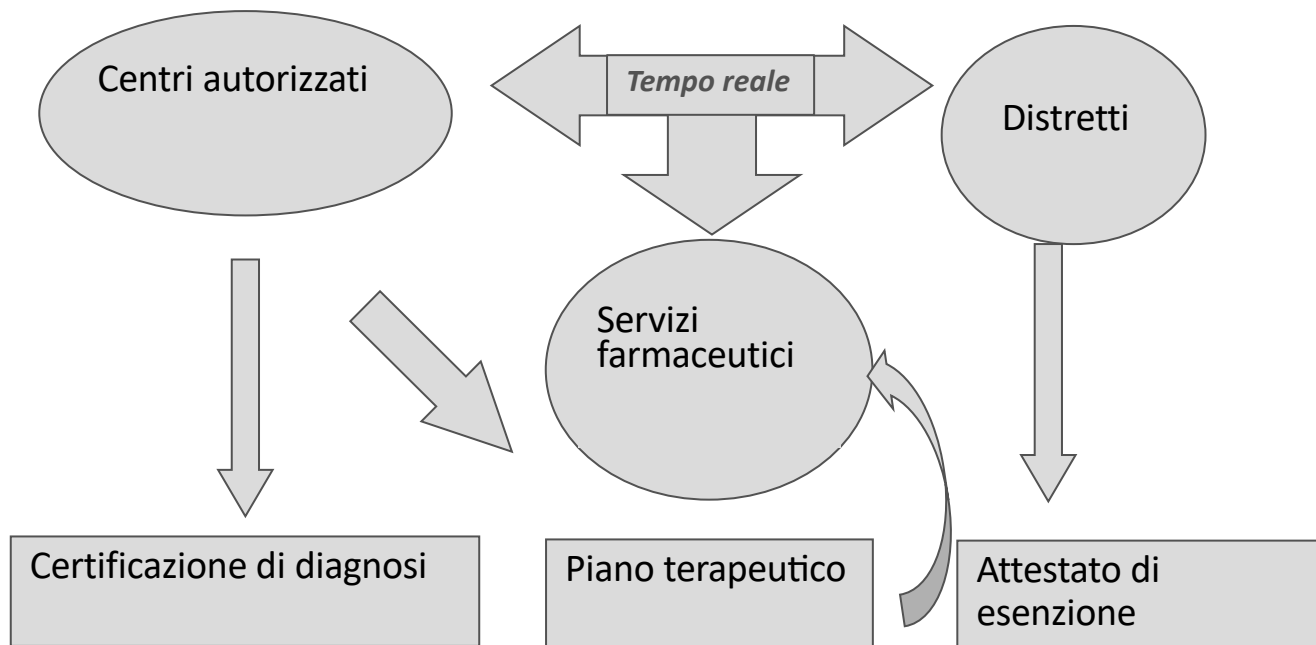 Centri autorizzati
Tempo reale
Distretti
Servizi
farmaceutici
Certificazione di diagnosi
Piano terapeutico
Attestato di
esenzione